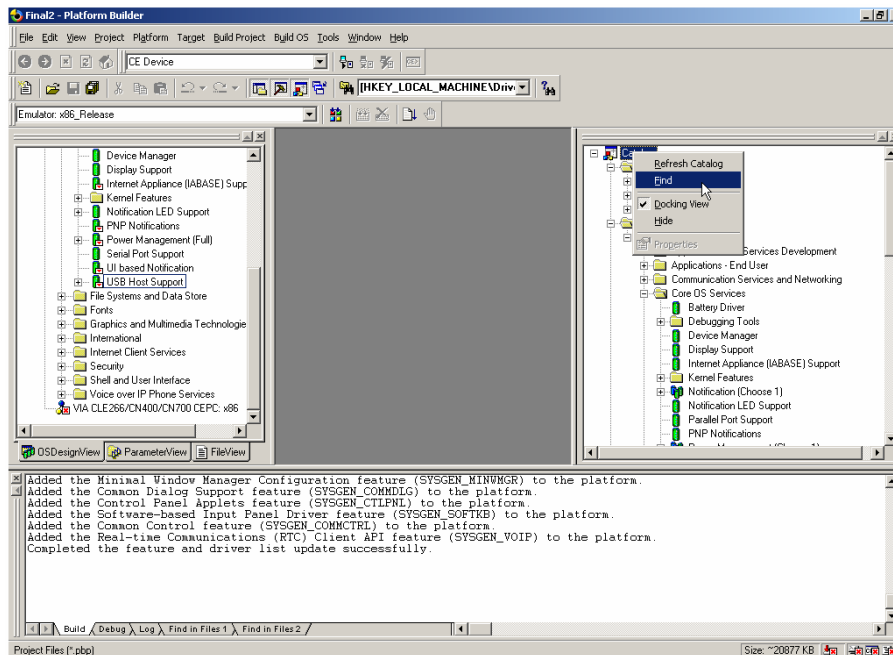 Final2 - Platform Builder
File Edit View Project Platform Target Build Project Build OS Tools Window Help
CE Device
[HKEY_LOCAL_MACHINE\Driv
Emulator: x86_Release
Device Manager
Display Support
Internet Appliance (IABASE) Supp
Kernel Features
Notification LED Support
PNP Notifications
Power Management (Full)
Serial Port Support
UI based Notification
USB Host Support
File Systems and Data Store
Fonts
Graphics and Multimedia Technologie
International
Internet Client Services
Security
Shell and User Interface
Voice over IP Phone Services
VIA CLE266/CN400/CN700 CEPC: x86
OSDesignView ParameterView FileView
Refresh Catalog
Find
Docking View
Hide
Properties
Services Development
Applications - End User
Communication Services and Networking
Core OS Services
Battery Driver
Debugging Tools
Device Manager
Display Support
Internet Appliance (IABASE) Support
Kernel Features
Notification (Choose 1)
Notification LED Support
Parallel Port Support
PNP Notifications
Added the Minimal Window Manager Configuration feature (SYSGEN_MINWMGR) to the platform.
Added the Common Dialog Support feature (SYSGEN_COMMDLG) to the platform.
Added the Control Panel Applets feature (SYSGEN_CTLPNL) to the platform.
Added the Software-based Input Panel Driver feature (SYSGEN_SOFTKB) to the platform.
Added the Common Control feature (SYSGEN_COMMCTRL) to the platform.
Added the Real-time Communications (RTC) Client API feature (SYSGEN_VOIP) to the platform.
Completed the feature and driver list update successfully.
Build Debug Log Find in Files 1 Find in Files 2
Project Files (*.pbp) Size: ~20877 KB